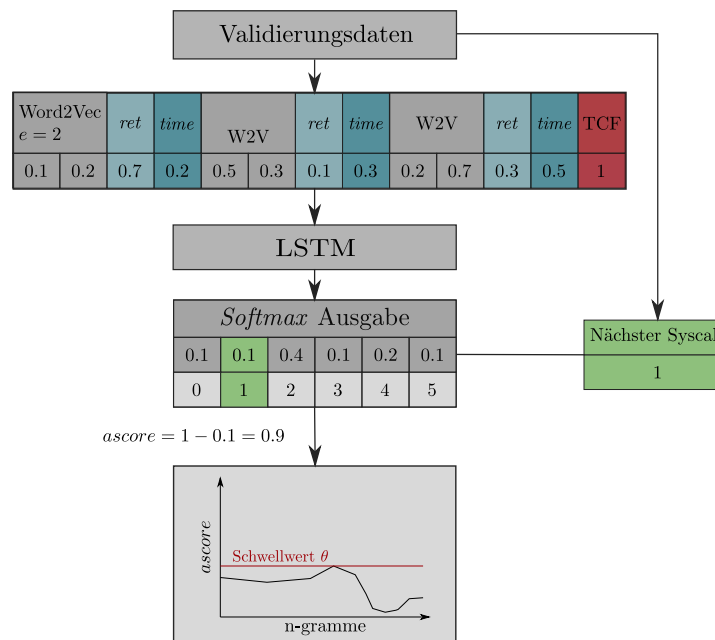 Validierungsdaten
Word2Vec ret time W2V ret time W2V ret time TCF
e = 2
0.1 0.2 0.7 0.2 0.5 0.3 0.1 0.3 0.2 0.7 0.3 0.5 1
LSTM
Softmax Ausgabe
0.1 0.1 0.4 0.1 0.2 0.1
0 1 2 3 4 5
Nächster Syscall
1
ascore = 1 − 0.1 = 0.9
ascore
Schwellwert θ
n-gramme